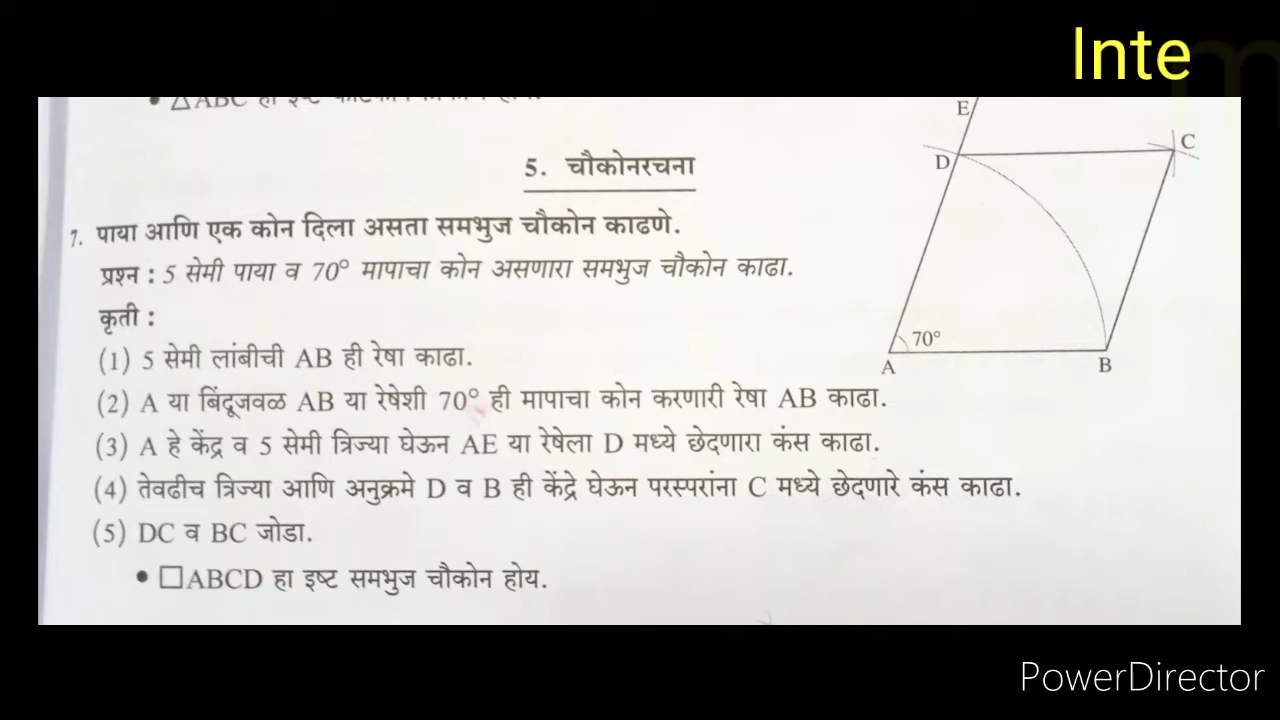 Inte
△ABC हा इष्ट
E
D
C
5. चौकोनरचना
7. पाया आणि एक कोन दिला असता समभुज चौकोन काढणे.
प्रश्न : 5 सेमी पाया व 70° मापाचा कोन असणारा समभुज चौकोन काढा.
कृती :
70°
A
B
(1) 5 सेमी लांबीची AB ही रेषा काढा.
(2) A या बिंदूजवळ AB या रेषेशी 70° ही मापाचा कोन करणारी रेषा AB काढा.
(3) A हे केंद्र व 5 सेमी त्रिज्या घेऊन AE या रेषेला D मध्ये छेदणारा कंस काढा.
(4) तेवढीच त्रिज्या आणि अनुक्रमे D व B ही केंद्रे घेऊन परस्परांना C मध्ये छेदणारे कंस काढा.
(5) DC व BC जोडा.
• □ABCD हा इष्ट समभुज चौकोन होय.
PowerDirector